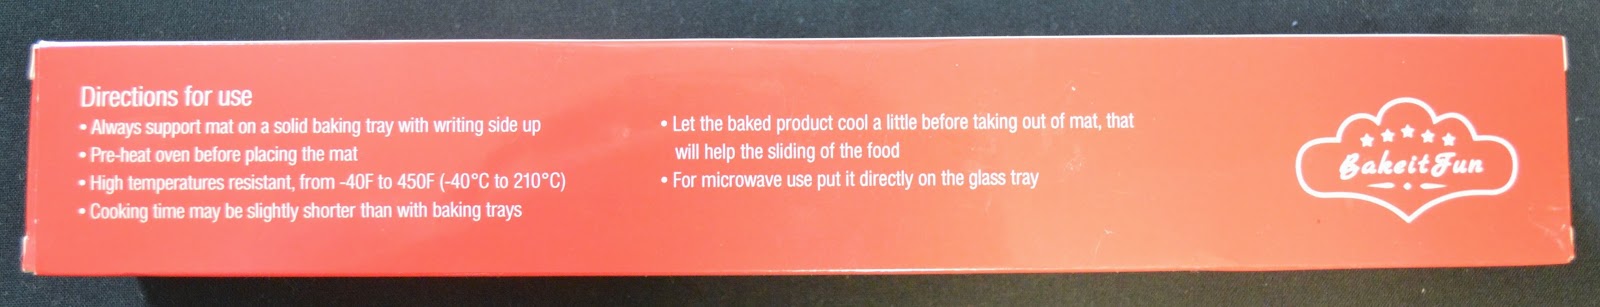 Directions for use
• Always support mat on a solid baking tray with writing side up
• Pre-heat oven before placing the mat
• High temperatures resistant, from -40F to 450F (-40°C to 210°C)
• Cooking time may be slightly shorter than with baking trays
• Let the baked product cool a little before taking out of mat, that
will help the sliding of the food
• For microwave use put it directly on the glass tray
BakeitFun